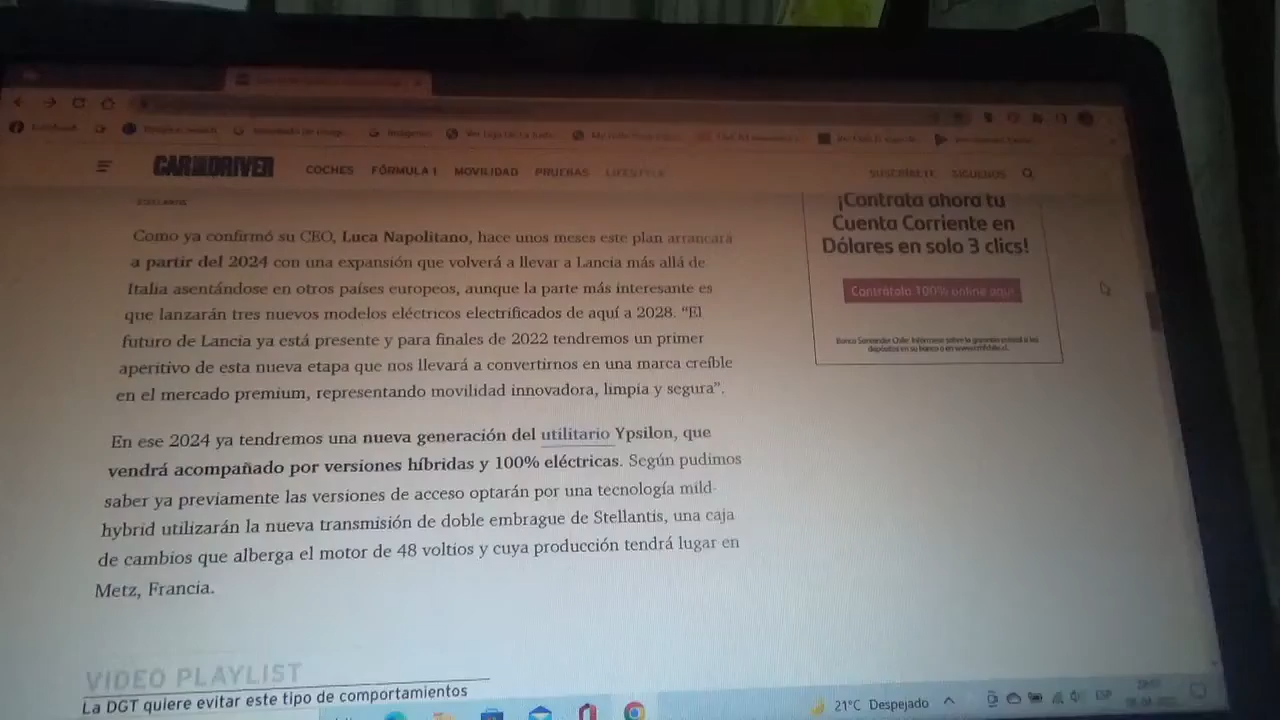 CAR AND DRIVER
COCHES FÓRMULA 1 MOVILIDAD PRUEBAS LIFESTYLE
SUSCRÍBETE SÍGUENOS
STELLANTIS
Como ya confirmó su CEO, Luca Napolitano, hace unos meses este plan arrancará
a partir del 2024 con una expansión que volverá a llevar a Lancia más allá de
Italia asentándose en otros países europeos, aunque la parte más interesante es
que lanzarán tres nuevos modelos eléctricos electrificados de aquí a 2028. “El
futuro de Lancia ya está presente y para finales de 2022 tendremos un primer
aperitivo de esta nueva etapa que nos llevará a convertirnos en una marca creíble
en el mercado premium, representando movilidad innovadora, limpia y segura”.
En ese 2024 ya tendremos una nueva generación del utilitario Ypsilon, que
vendrá acompañado por versiones híbridas y 100% eléctricas. Según pudimos
saber ya previamente las versiones de acceso optarán por una tecnología mild-
hybrid utilizarán la nueva transmisión de doble embrague de Stellantis, una caja
de cambios que alberga el motor de 48 voltios y cuya producción tendrá lugar en
Metz, Francia.
¡Contrata ahora tu
Cuenta Corriente en
Dólares en solo 3 clics!
Contrátala 100% online aquí
VIDEO PLAYLIST
La DGT quiere evitar este tipo de comportamientos
21°C Despejado
ESP